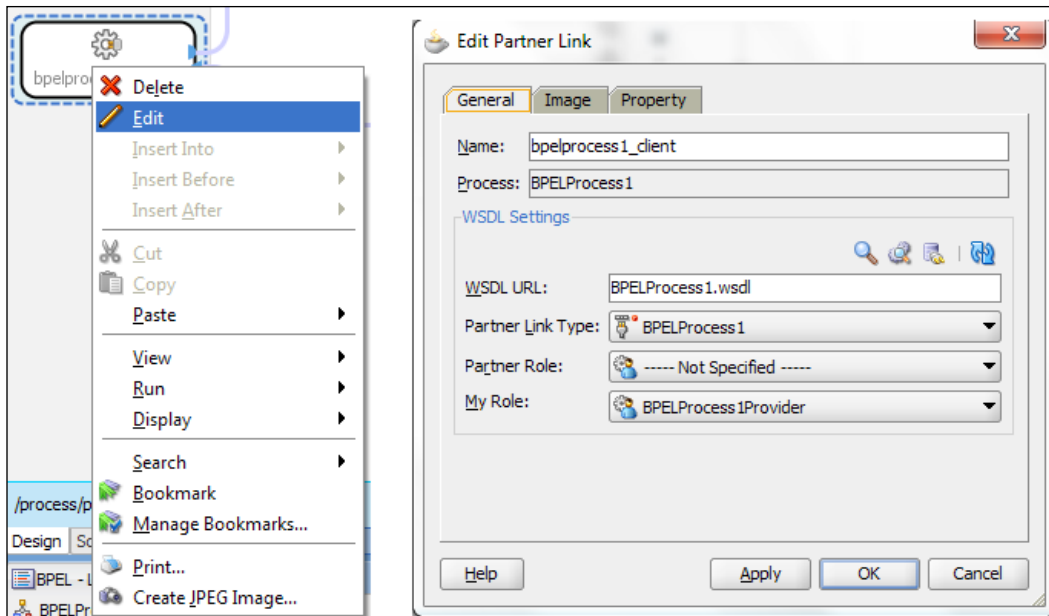 bpelpro
Delete
Edit
Insert Into
Insert Before
Insert After
Cut
Copy
Paste
View
Run
Display
Search
Bookmark
Manage Bookmarks...
Print...
Create JPEG Image...
/process/p
Design So
BPEL - L
BPELPr
Edit Partner Link
General Image Property
Name: bpelprocess1_client
Process: BPELProcess1
WSDL Settings
WSDL URL: BPELProcess1.wsdl
Partner Link Type: BPELProcess1
Partner Role: ----- Not Specified -----
My Role: BPELProcess1Provider
Help Apply OK Cancel